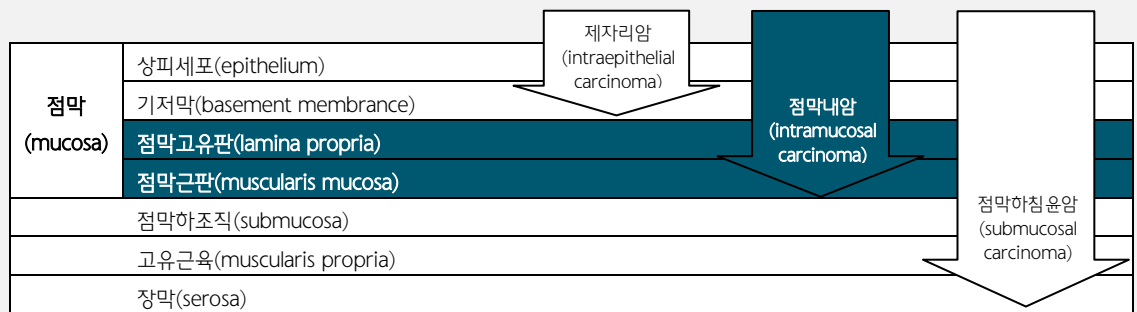 제자리암
(intraepithelial
carcinoma)
점막내암
(intramucosal
carcinoma)
점막하침윤암
(submucosal
carcinoma)
점막
(mucosa)
상피세포(epithelium)
기저막(basement membrance)
점막고유판(lamina propria)
점막근판(muscularis mucosa)
점막하조직(submucosa)
고유근육(muscularis propria)
장막(serosa)